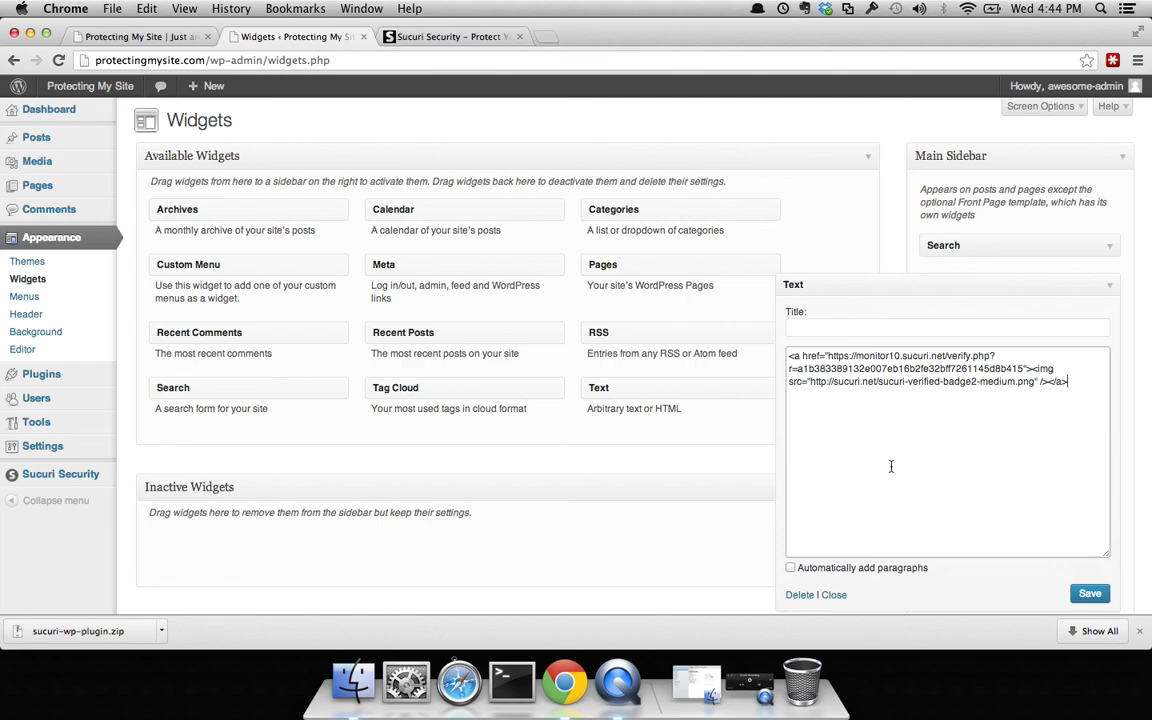 Chrome File Edit View History Bookmarks Window Help Wed 4:44 PM
Protecting My Site | Just an
Widgets ‹ Protecting My Sit
Sucuri Security – Protect Y
protectingmysite.com/wp-admin/widgets.php
Protecting My Site
New
Howdy, awesome-admin
Screen Options
Help
Dashboard
Posts
Media
Pages
Comments
Appearance
Themes
Widgets
Menus
Header
Background
Editor
Plugins
Users
Tools
Settings
Sucuri Security
Collapse menu
Widgets
Available Widgets
Drag widgets from here to a sidebar on the right to activate them. Drag widgets back here to deactivate them and delete their settings.
Archives
A monthly archive of your site's posts
Calendar
A calendar of your site's posts
Categories
A list or dropdown of categories
Custom Menu
Use this widget to add one of your custom
menus as a widget.
Meta
Log in/out, admin, feed and WordPress
links
Pages
Your site's WordPress Pages
Recent Comments
The most recent comments
Recent Posts
The most recent posts on your site
RSS
Entries from any RSS or Atom feed
Search
A search form for your site
Tag Cloud
Your most used tags in cloud format
Text
Arbitrary text or HTML
Inactive Widgets
Drag widgets here to remove them from the sidebar but keep their settings.
Main Sidebar
Appears on posts and pages except the
optional Front Page template, which has its
own widgets
Search
Text
Title:
<a href="https://monitor10.sucuri.net/verify.php?
r=a1b383389132e007eb16b2fe32bff7261145d8b415"><img
src="http://sucuri.net/sucuri-verified-badge2-medium.png" /></a>
Automatically add paragraphs
Delete | Close
Save
sucuri-wp-plugin.zip
Show All